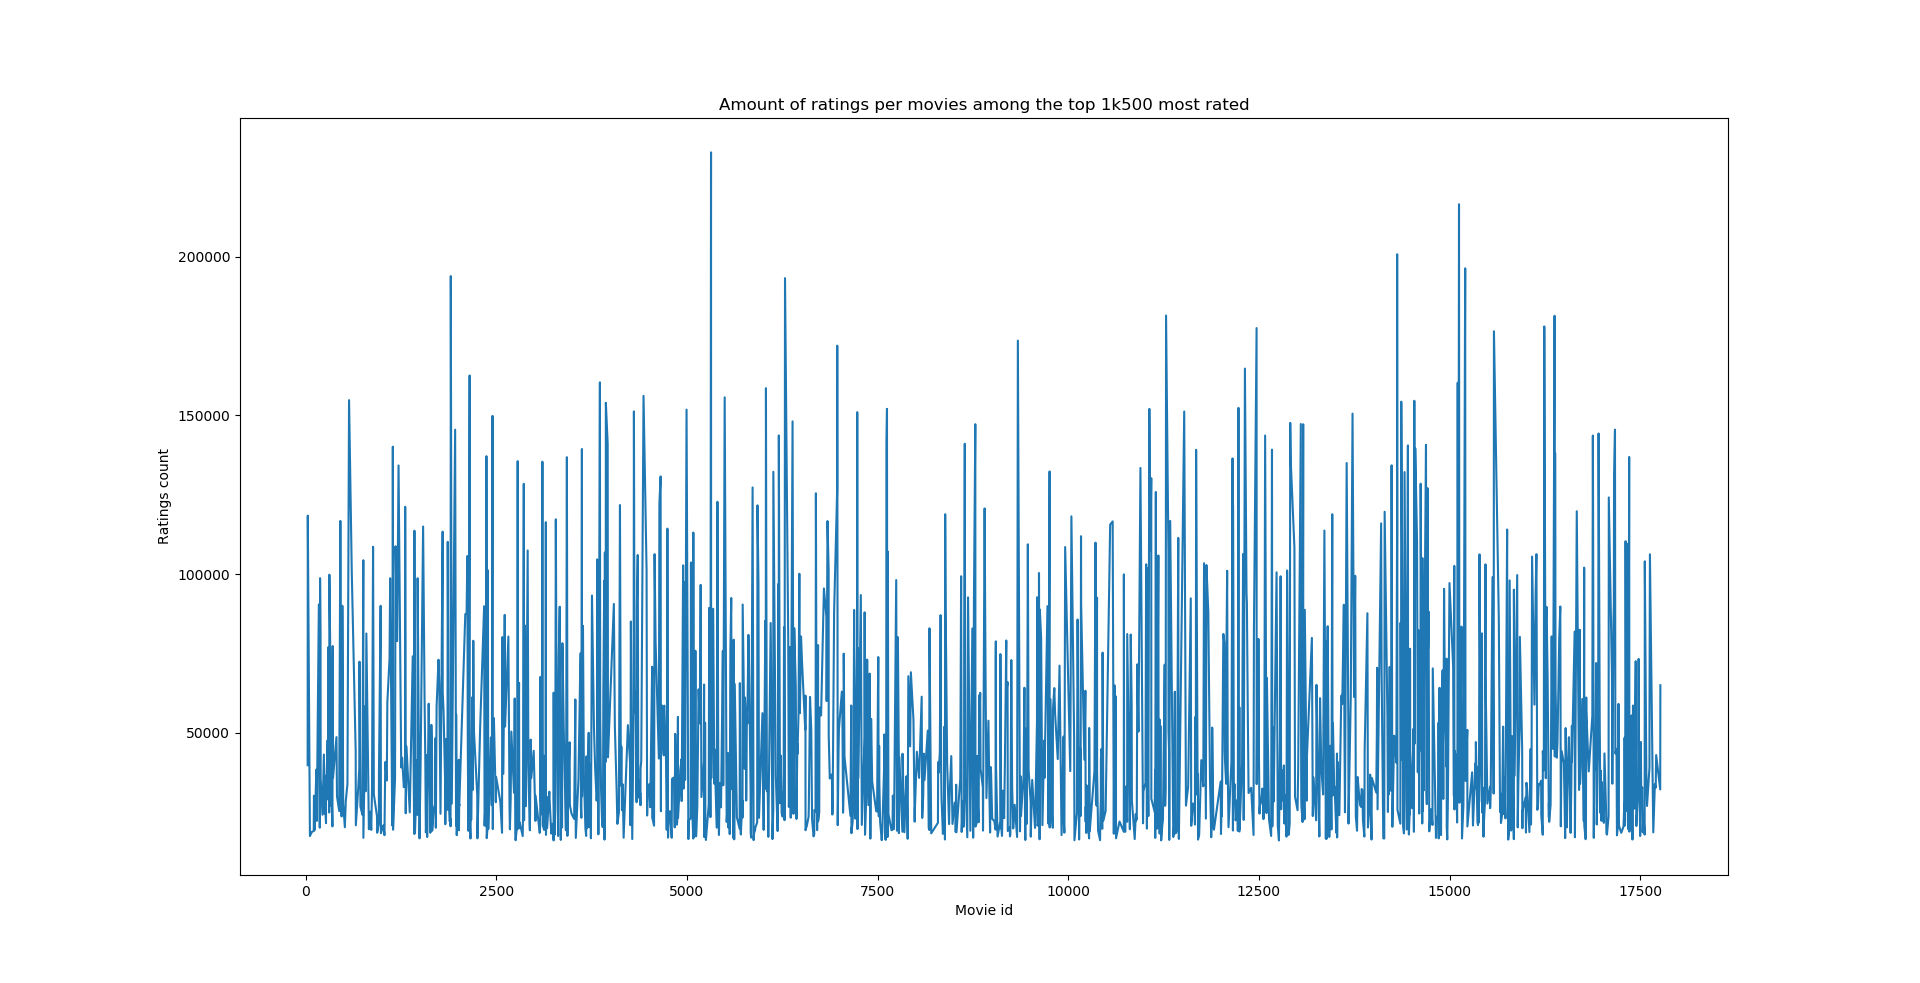 Amount of ratings per movies among the top 1k500 most rated
Ratings count
200000
150000
100000
50000
0 2500 5000 7500 10000 12500 15000 17500
Movie id